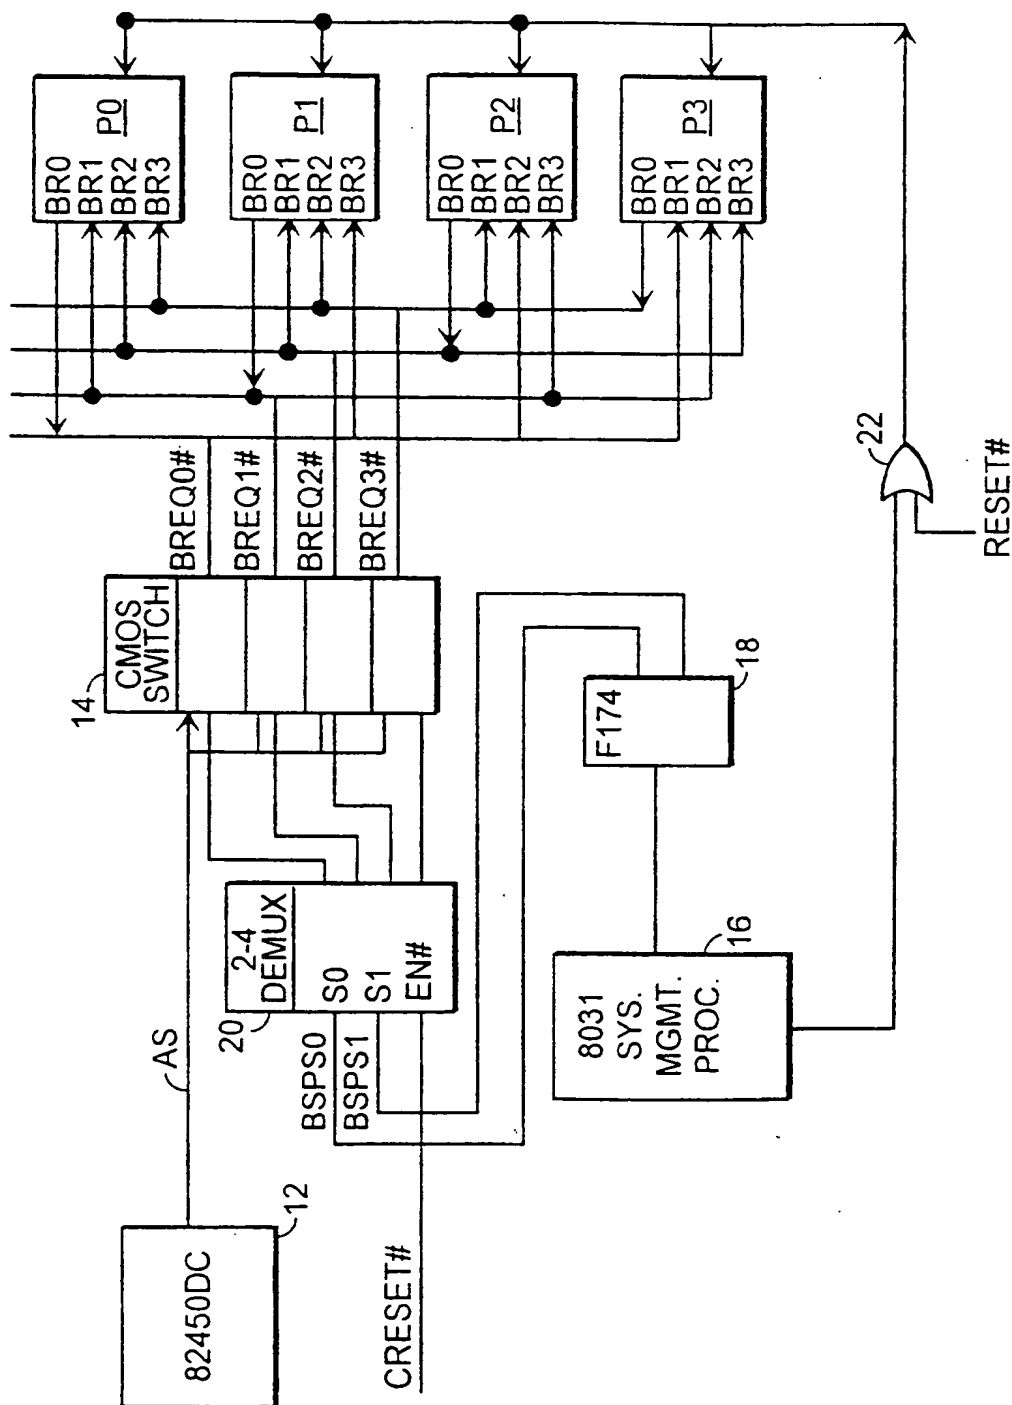 P0
BR0
BR1
BR2
BR3
P1
BR0
BR1
BR2
BR3
P2
BR0
BR1
BR2
BR3
P3
BR0
BR1
BR2
BR3
BREQ0#
BREQ1#
BREQ2#
BREQ3#
22
RESET#
14
CMOS
SWITCH
F174
18
20
2-4
DEMUX
S0
S1
EN#
AS
BSPS0
BSPS1
8031
SYS.
MGMT.
PROC.
16
82450DC
12
CRESET#